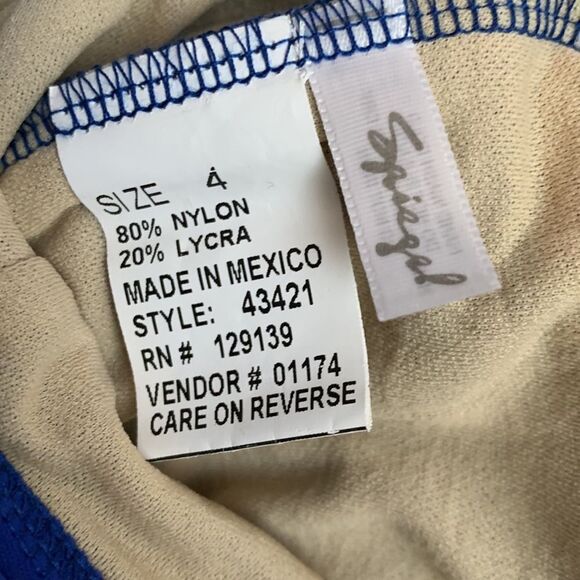 SIZE 4
80% NYLON
20% LYCRA
MADE IN MEXICO
STYLE: 43421
RN # 129139
VENDOR # 01174
CARE ON REVERSE
Spiegel